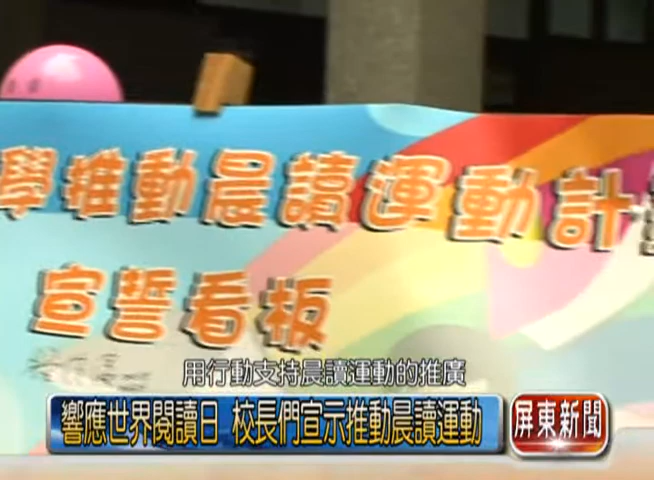 學推動晨讀運動計
宣誓看板
用行動支持晨讀運動的推廣
響應世界閱讀日 校長們宣示推動晨讀運動
屏東新聞